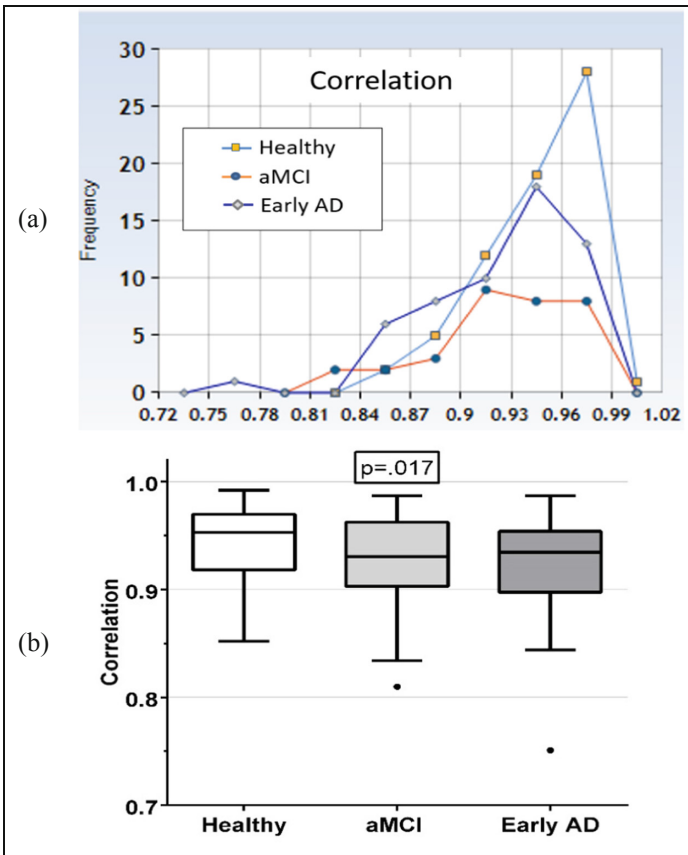 (a)
Correlation
Frequency
30
25
20
15
10
5
0
Healthy
aMCI
Early AD
0.72 0.75 0.78 0.81 0.84 0.87 0.9 0.93 0.96 0.99 1.02
(b)
p=.017
Correlation
1.0
0.9
0.8
0.7
Healthy aMCI Early AD